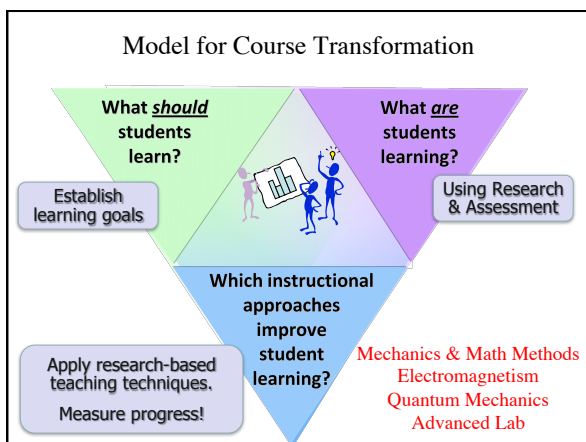 Model for Course Transformation
What should
students
learn?
What are
students
learning?
Establish
learning goals
Using Research
& Assessment
Which instructional
approaches
improve
student
learning?
Apply research-based
teaching techniques.
Measure progress!
Mechanics & Math Methods
Electromagnetism
Quantum Mechanics
Advanced Lab